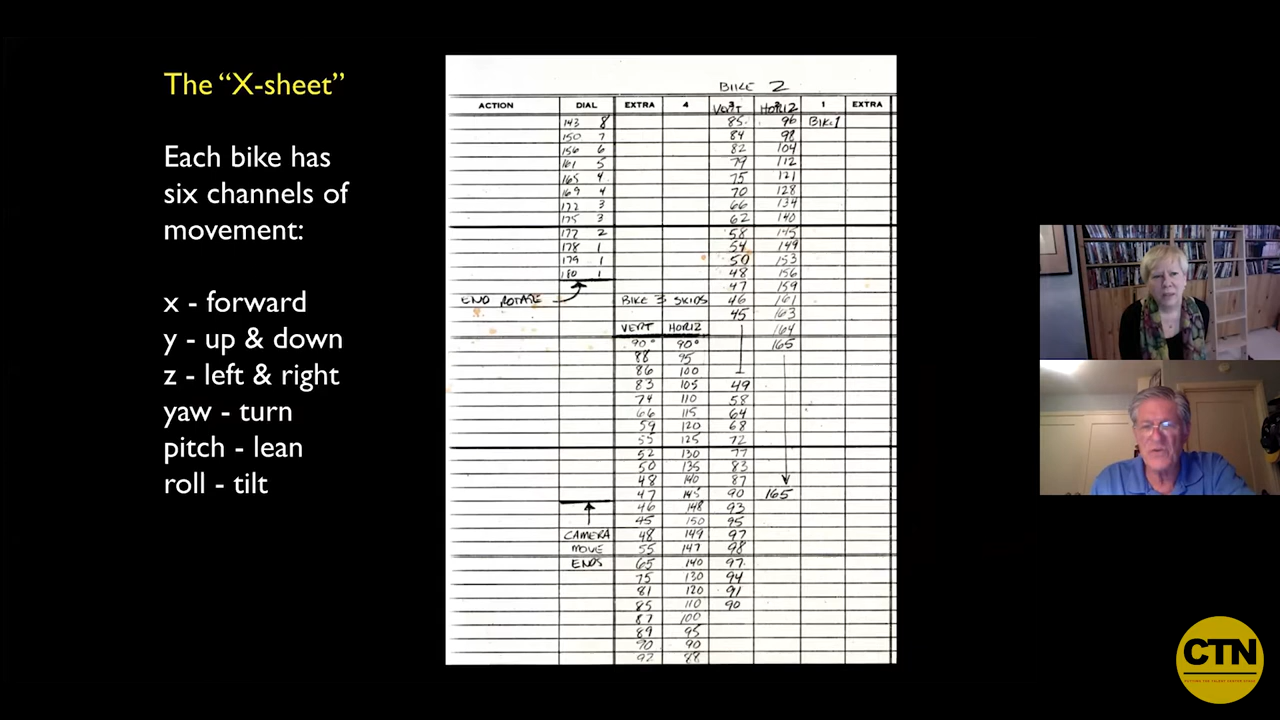 The “X-sheet”
Each bike has
six channels of
movement:
x - forward
y - up & down
z - left & right
yaw - turn
pitch - lean
roll - tilt
BIKE 2
ACTION DIAL EXTRA 4 VERT HORIZ 1 EXTRA
143 8 85 96 BIKE 1
150 7 84 98
156 6 82 104
161 5 79 112
165 4 75 121
169 4 70 128
172 3 66 134
175 3 62 140
177 2 58 145
178 1 54 149
179 1 50 153
180 1 48 156
47 159
END ROTATE BIKE 3 SKIDS 46 161
45 163
VERT HORIZ 164
90° 90° 165
88 95
86 100
83 105 49
74 110 58
66 115 64
59 120 68
55 125 72
52 130 77
50 135 83
48 140 87
47 145 90 165
46 148 93
45 150 95
CAMERA 48 149 97
MOVE 55 147 98
ENDS 65 140 97
75 130 94
81 120 91
85 110 90
87 100
89 95
90 90
92 88
CTN